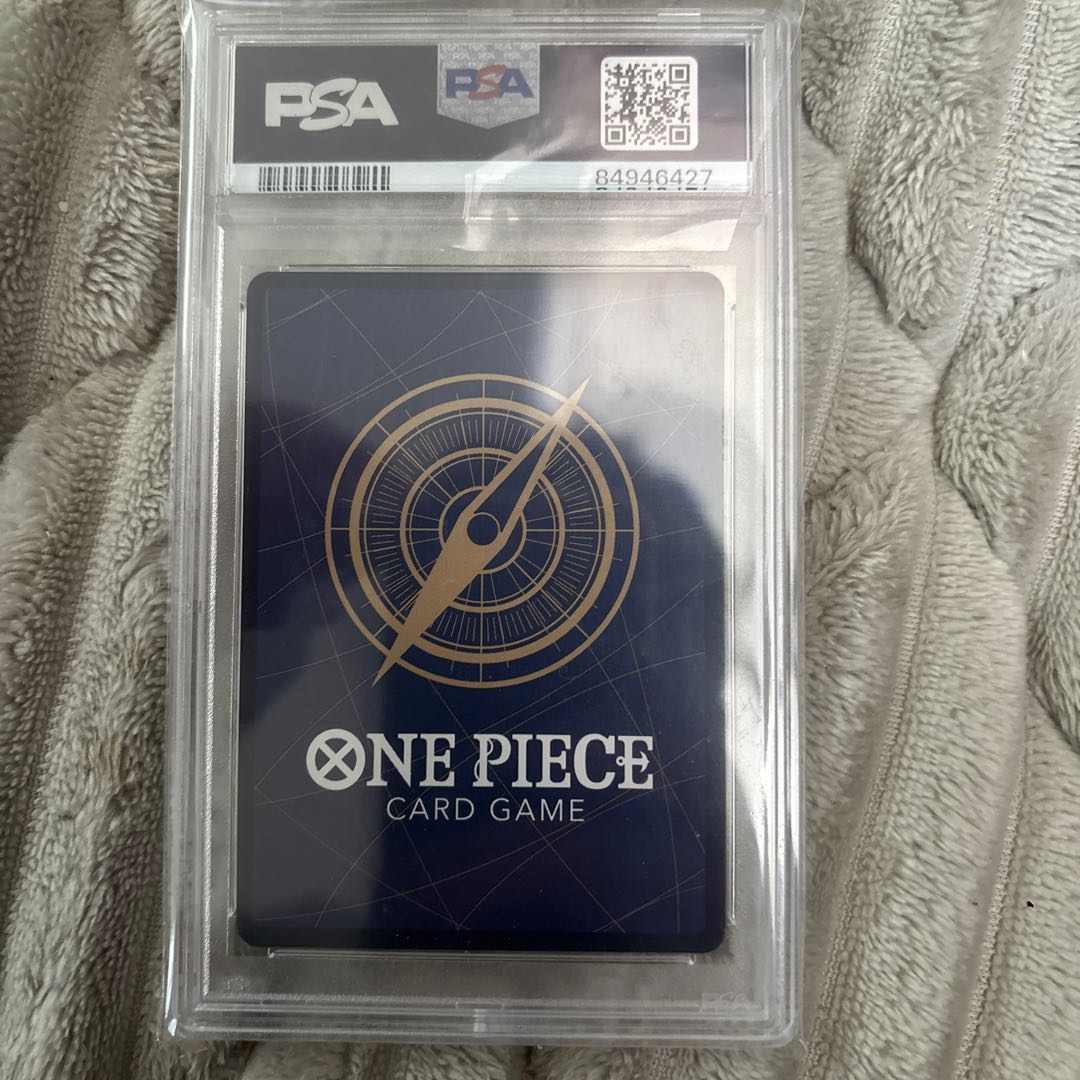 PSA
PSA
84946427
ONE PIECE
CARD GAME